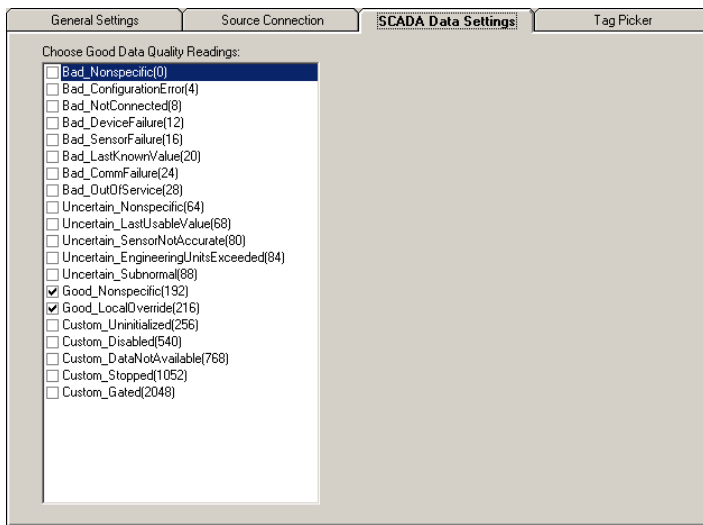 General Settings Source Connection SCADA Data Settings Tag Picker
Choose Good Data Quality Readings:
Bad_Nonspecific(0)
Bad_ConfigurationError(4)
Bad_NotConnected(8)
Bad_DeviceFailure(12)
Bad_SensorFailure(16)
Bad_LastKnownValue(20)
Bad_CommFailure(24)
Bad_OutOfService(28)
Uncertain_Nonspecific(64)
Uncertain_LastUsableValue(68)
Uncertain_SensorNotAccurate(80)
Uncertain_EngineeringUnitsExceeded(84)
Uncertain_Subnormal(88)
Good_Nonspecific(192)
Good_LocalOverride(216)
Custom_Uninitialized(256)
Custom_Disabled(540)
Custom_DataNotAvailable(768)
Custom_Stopped(1052)
Custom_Gated(2048)